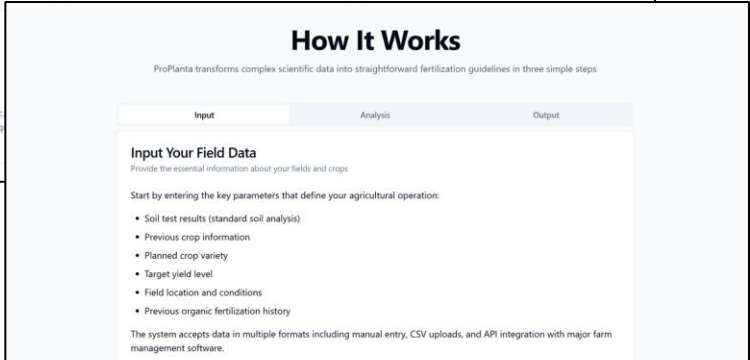 How It Works
ProPlanta transforms complex scientific data into straightforward fertilization guidelines in three simple steps
Input
Analysis
Output
Input Your Field Data
Provide the essential information about your fields and crops
Start by entering the key parameters that define your agricultural operation:
• Soil test results (standard soil analysis)
• Previous crop information
• Planned crop variety
• Target yield level
• Field location and conditions
• Previous organic fertilization history
The system accepts data in multiple formats including manual entry, CSV uploads, and API integration with major farm
management software.